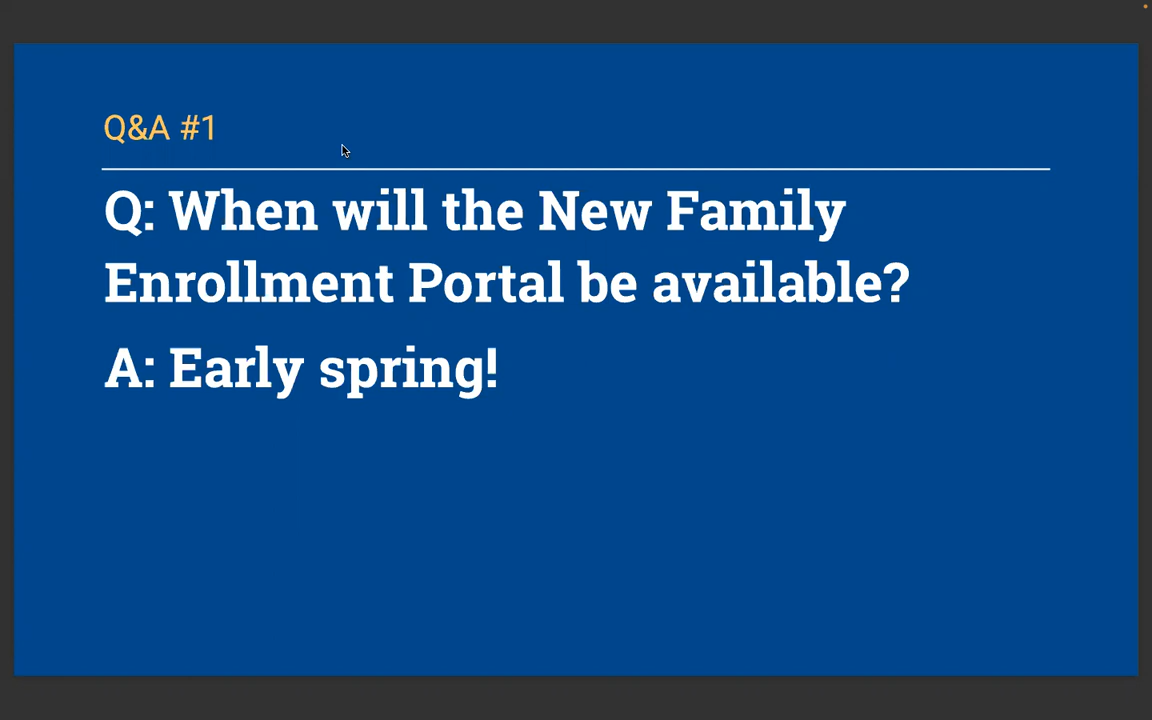 Q&A #1
Q: When will the New Family
Enrollment Portal be available?
A: Early spring!